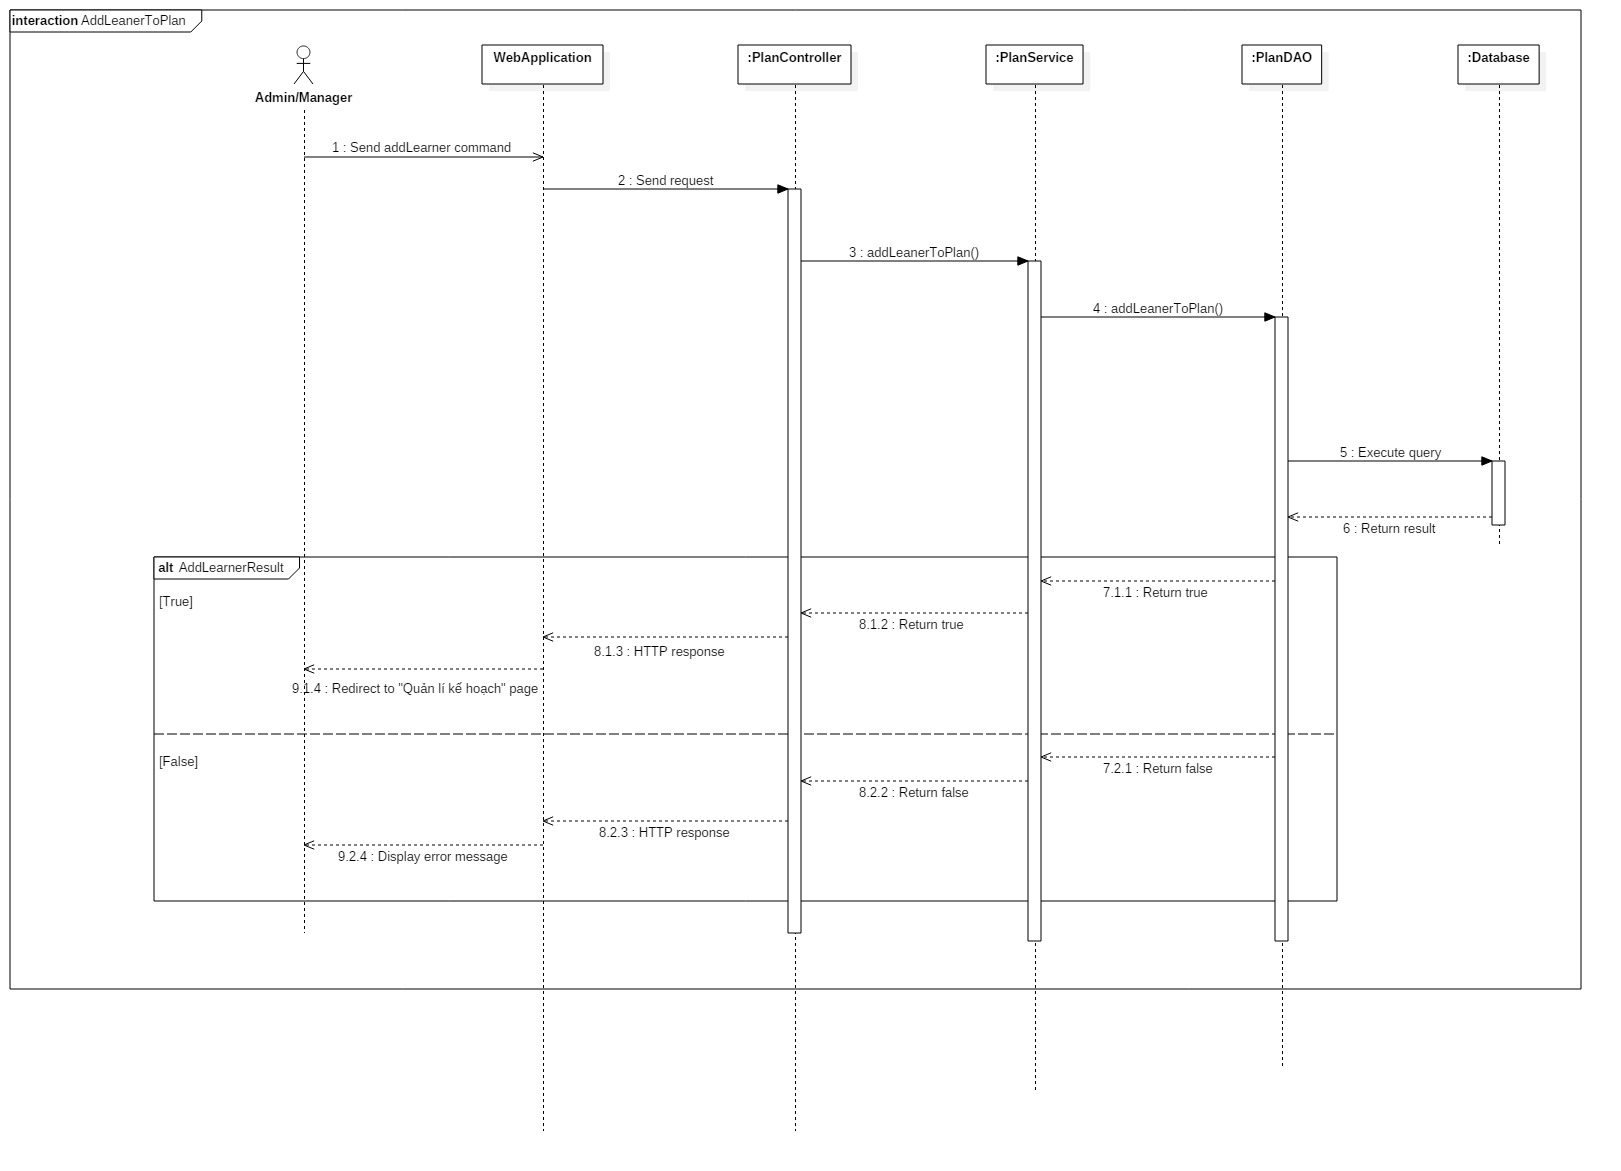 interaction AddLeanerToPlan
Admin/Manager
WebApplication
:PlanController
:PlanService
:PlanDAO
:Database
1 : Send addLearner command
2 : Send request
3 : addLeanerToPlan()
4 : addLeanerToPlan()
5 : Execute query
6 : Return result
alt AddLearnerResult
[True]
7.1.1 : Return true
8.1.2 : Return true
8.1.3 : HTTP response
9.1.4 : Redirect to "Quản lí kế hoạch" page
[False]
7.2.1 : Return false
8.2.2 : Return false
8.2.3 : HTTP response
9.2.4 : Display error message